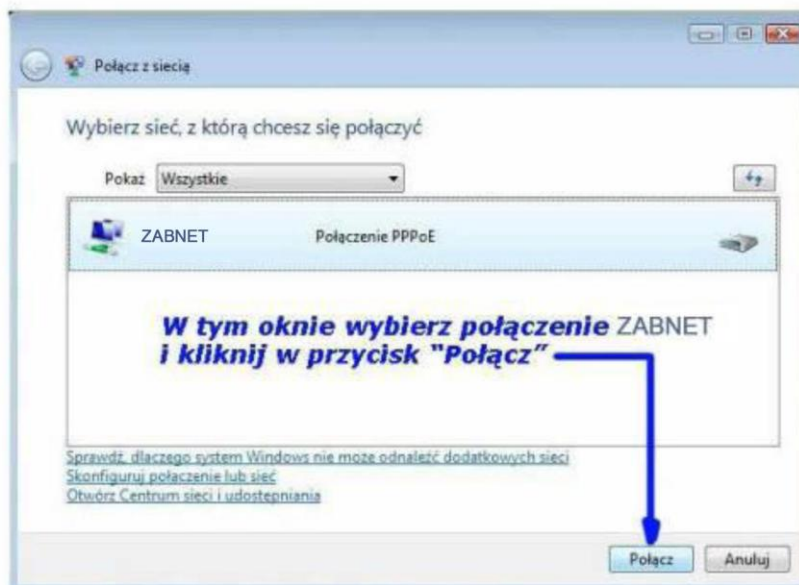 Połącz z siecią
Wybierz sieć, z którą chcesz się połączyć
Pokaż Wszystkie
ZABNET Połączenie PPPoE
W tym oknie wybierz połączenie ZABNET
i kliknij w przycisk "Połącz"
Sprawdź, dlaczego system Windows nie może odnaleźć dodatkowych sieci
Skonfiguruj połączenie lub sieć
Otwórz Centrum sieci i udostępniania
Połącz Anuluj